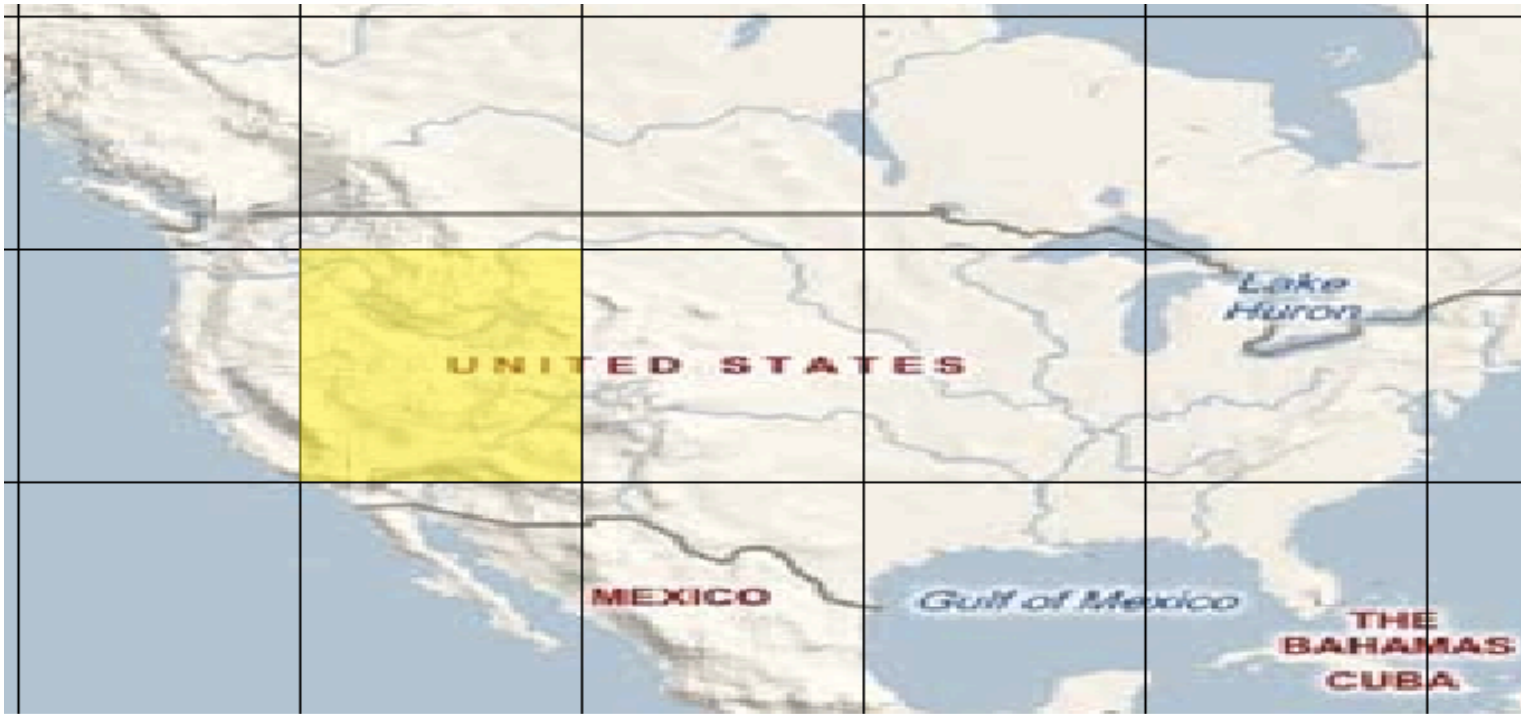 Lake
Huron
UNITED STATES
MEXICO
Gulf of Mexico
THE
BAHAMAS
CUBA